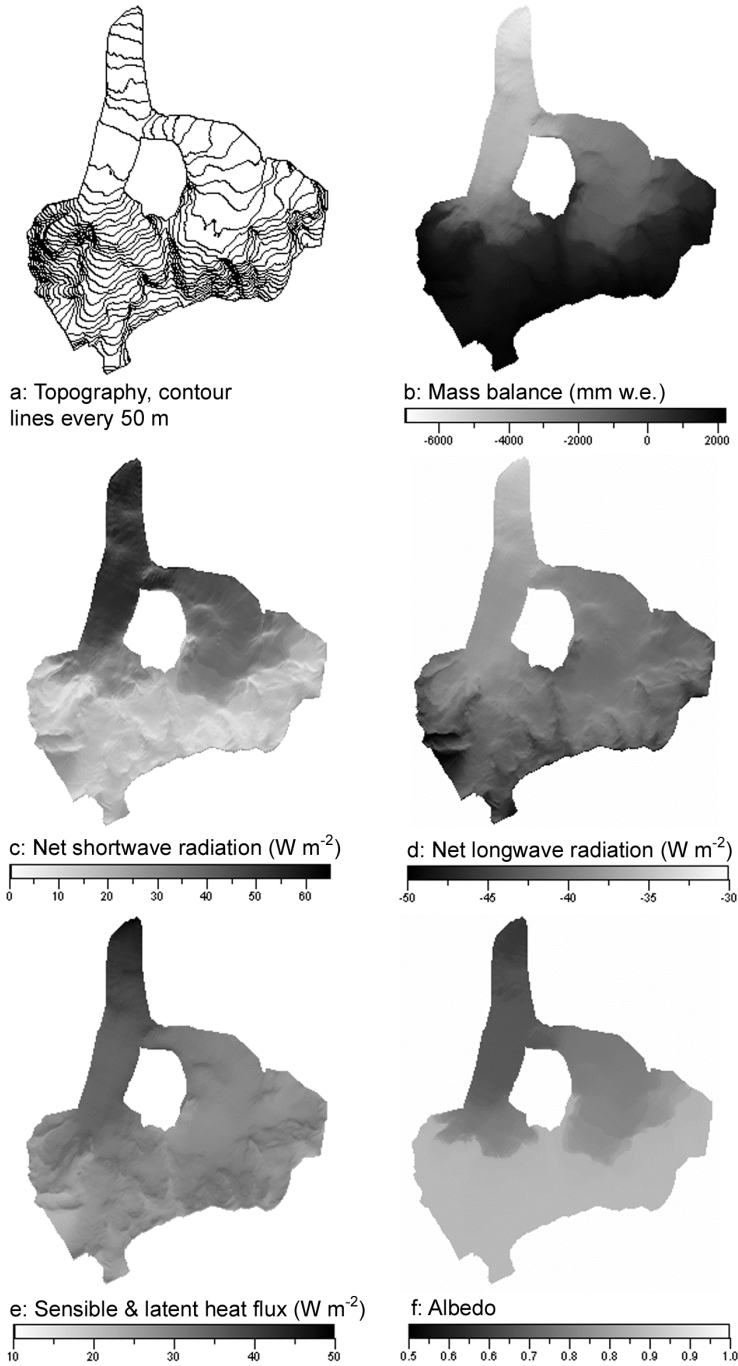 a: Topography, contour
lines every 50 m
b: Mass balance (mm w.e.)
-6000 -4000 -2000 0 2000
c: Net shortwave radiation (W m-2)
0 10 20 30 40 50 60
d: Net longwave radiation (W m-2)
-50 -45 -40 -35 -30
e: Sensible & latent heat flux (W m-2)
10 20 30 40 50
f: Albedo
0.5 0.6 0.7 0.8 0.9 1.0